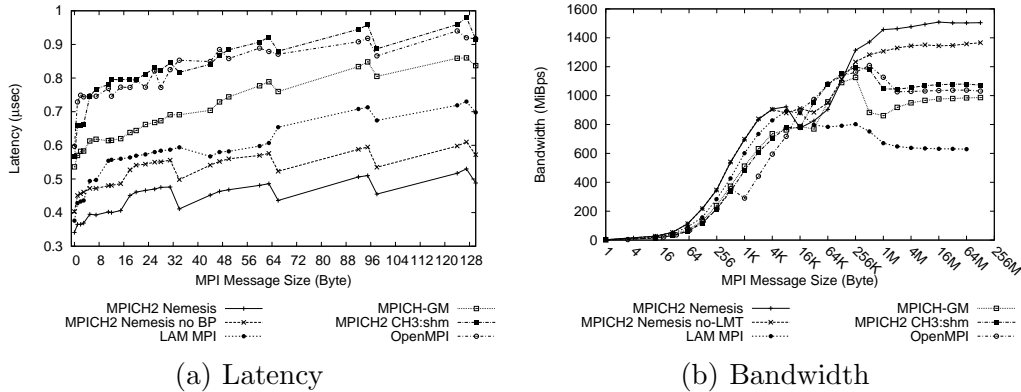 1
0.9
0.8
0.7
0.6
0.5
0.4
0.3
Latency (μsec)
0 8 16 24 32 40 48 56 64 72 80 88 96 104 112 120 128
MPI Message Size (Byte)
MPICH2 Nemesis
MPICH2 Nemesis no BP
LAM MPI
MPICH-GM
MPICH2 CH3:shm
OpenMPI
(a) Latency
1600
1400
1200
1000
800
600
400
200
0
Bandwidth (MiBps)
1 4 16 64 256 1K 4K 16K 64K 256K 1M 4M 16M 64M 256M
MPI Message Size (Byte)
MPICH2 Nemesis
MPICH2 Nemesis no-LMT
LAM MPI
MPICH-GM
MPICH2 CH3:shm
OpenMPI
(b) Bandwidth